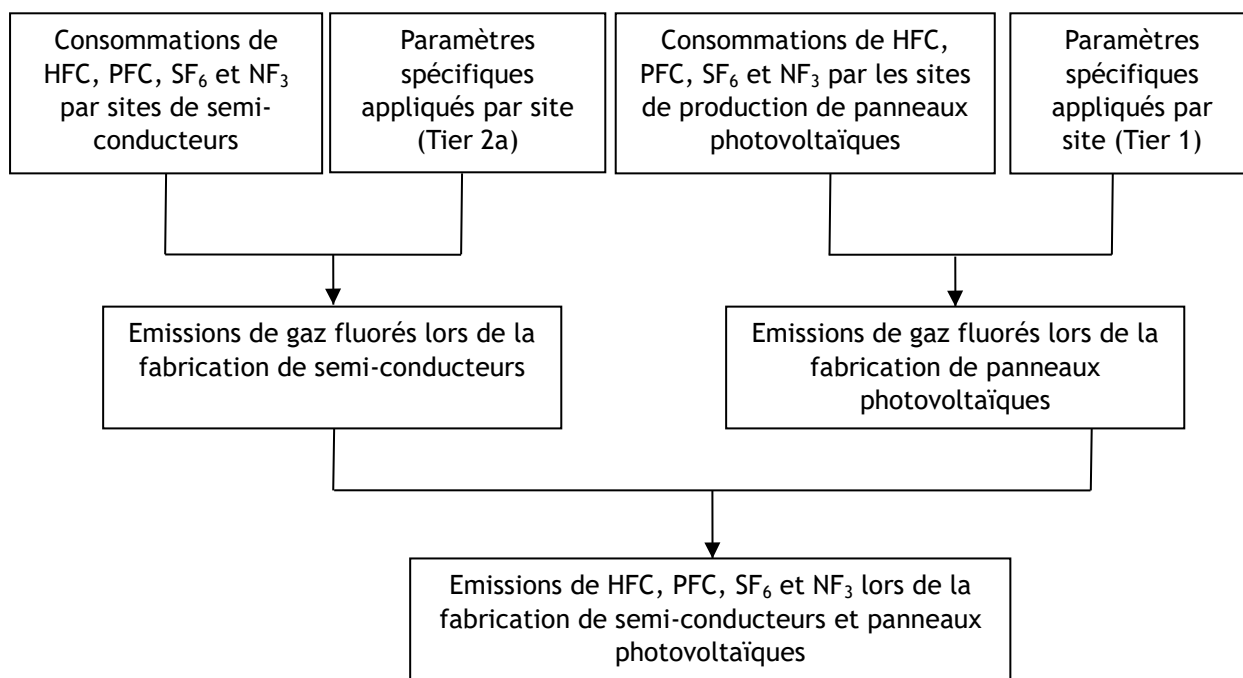 Consommations de
HFC, PFC, SF₆ et NF₃
par sites de semi-
conducteurs
Paramètres
spécifiques
appliqués par site
(Tier 2a)
Consommations de HFC,
PFC, SF₆ et NF₃ par les sites
de production de panneaux
photovoltaïques
Paramètres
spécifiques
appliqués par
site (Tier 1)
Emissions de gaz fluorés lors de la
fabrication de semi-conducteurs
Emissions de gaz fluorés lors de la
fabrication de panneaux
photovoltaïques
Emissions de HFC, PFC, SF₆ et NF₃ lors de la
fabrication de semi-conducteurs et panneaux
photovoltaïques